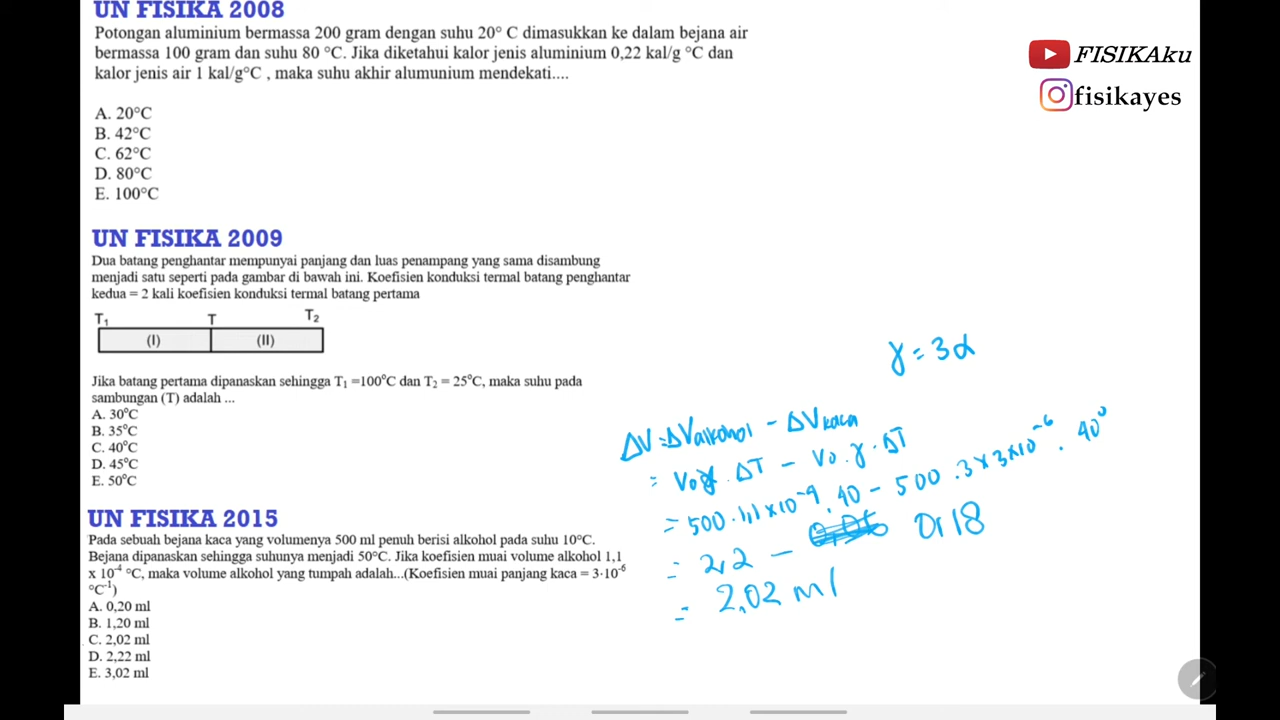 UN FISIKA 2008
Potongan aluminium bermassa 200 gram dengan suhu 20° C dimasukkan ke dalam bejana air
bermassa 100 gram dan suhu 80 °C. Jika diketahui kalor jenis aluminium 0,22 kal/g °C dan
kalor jenis air 1 kal/g°C , maka suhu akhir alumunium mendekati....
A. 20°C
B. 42°C
C. 62°C
D. 80°C
E. 100°C
FISIKAku
fisikayes
UN FISIKA 2009
Dua batang penghantar mempunyai panjang dan luas penampang yang sama disambung
menjadi satu seperti pada gambar di bawah ini. Koefisien konduksi termal batang penghantar
kedua = 2 kali koefisien konduksi termal batang pertama
T₁ T T₂
(I) (II)
Jika batang pertama dipanaskan sehingga T₁ =100°C dan T₂ = 25°C, maka suhu pada
sambungan (T) adalah ...
A. 30°C
B. 35°C
C. 40°C
D. 45°C
E. 50°C
UN FISIKA 2015
Pada sebuah bejana kaca yang volumenya 500 ml penuh berisi alkohol pada suhu 10°C.
Bejana dipanaskan sehingga suhunya menjadi 50°C. Jika koefisien muai volume alkohol 1,1
x 10⁻⁴ °C, maka volume alkohol yang tumpah adalah...(Koefisien muai panjang kaca = 3·10⁻⁶
°C⁻¹)
A. 0,20 ml
B. 1,20 ml
C. 2,02 ml
D. 2,22 ml
E. 3,02 ml
γ = 3α
ΔV = ΔValkohol - ΔVkaca
= V₀γ . ΔT - V₀ . γ . ΔT
= 500 . 1,1 x 10⁻⁴ . 40 - 500 . 3 x 3 x 10⁻⁶ . 40°
= 2,2 - 0,18
= 2,02 ml